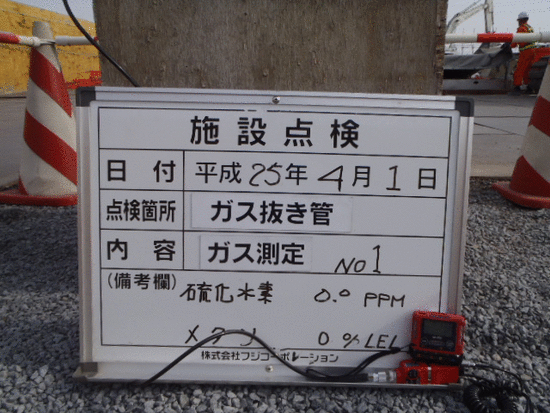 施設点検
日付 平成25年4月1日
点検箇所 ガス抜き管
内容 ガス測定 No1
(備考欄) 硫化水素 0.0 PPM
メタン 0%LEL
株式会社フジコーポレーション